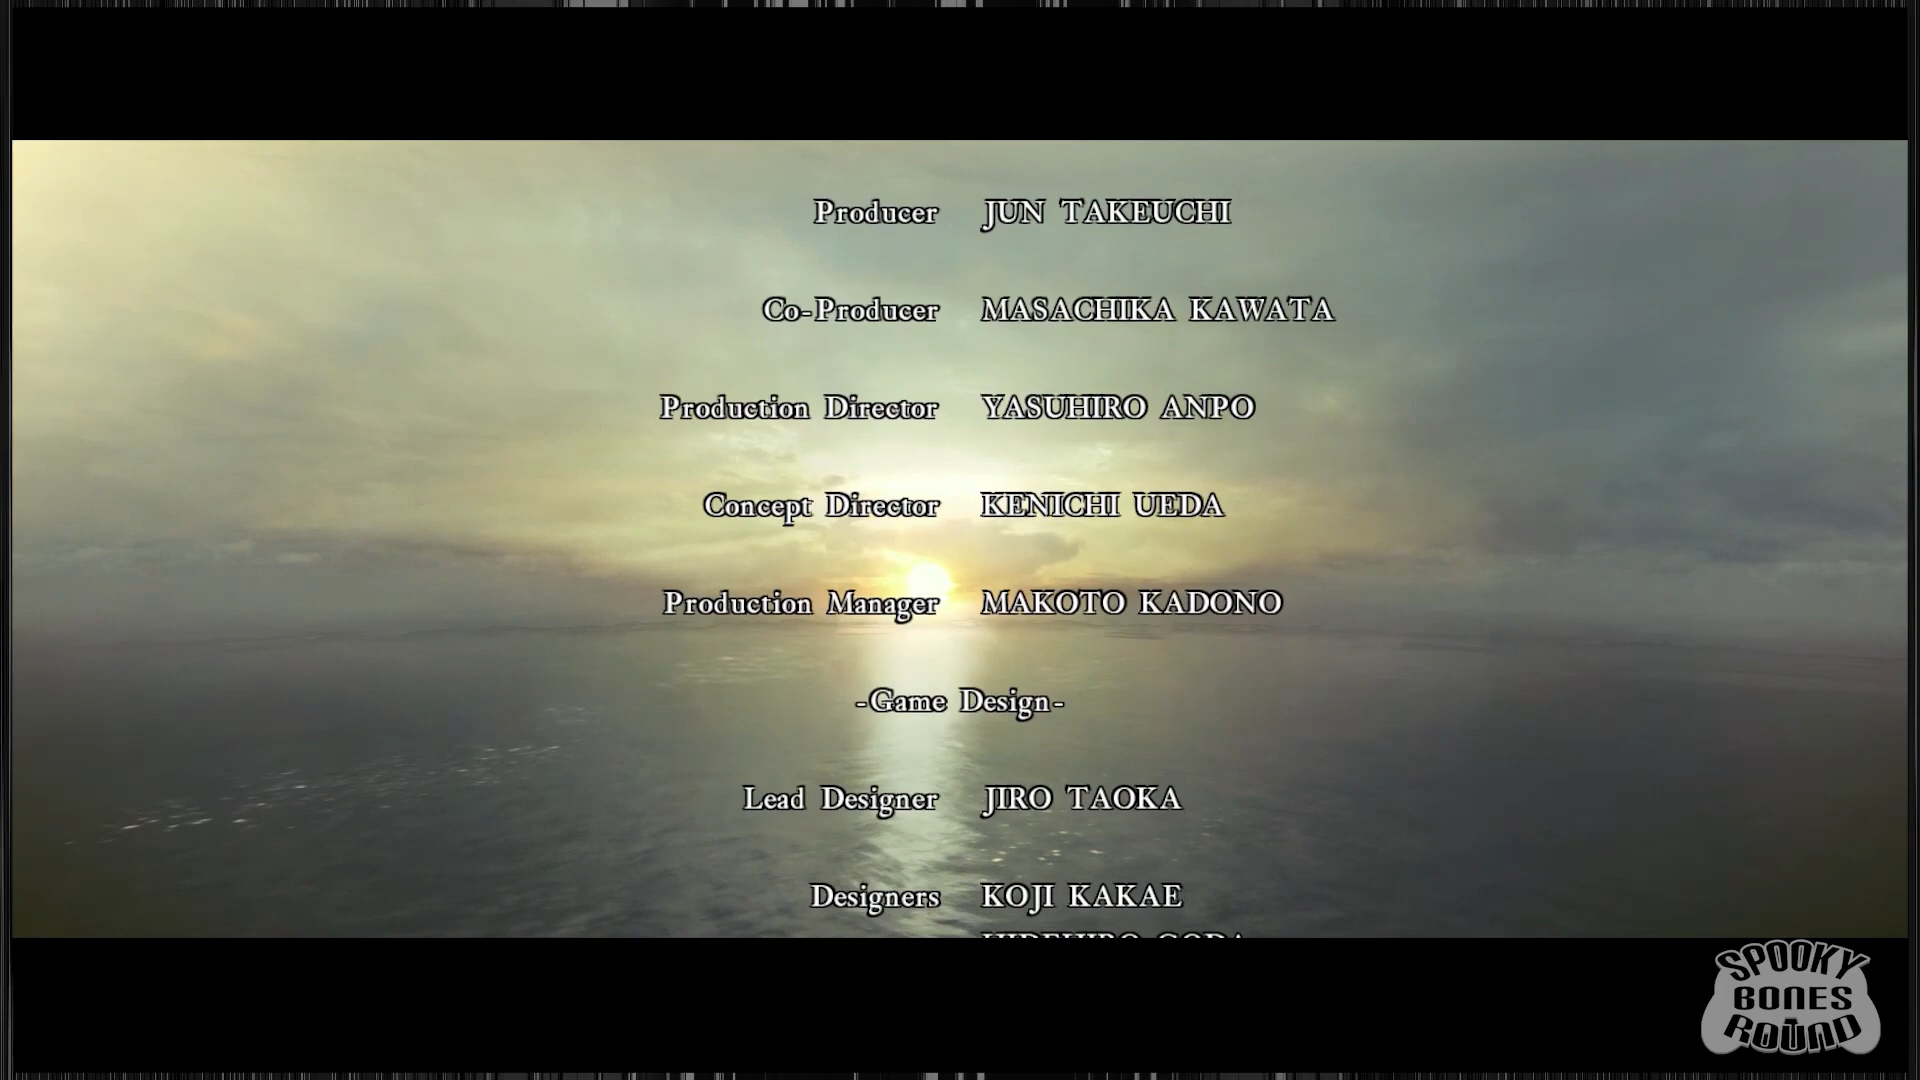 Producer JUN TAKEUCHI
Co-Producer MASACHIKA KAWATA
Production Director YASUHIRO ANPO
Concept Director KENICHI UEDA
Production Manager MAKOTO KADONO
-Game Design-
Lead Designer JIRO TAOKA
Designers KOJI KAKAE
SPOOKY
BONES
ROUND